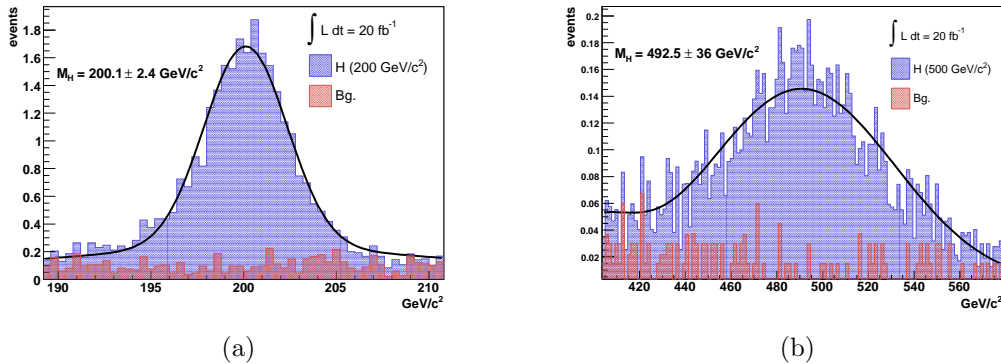 events
1.8
1.6
1.4
1.2
1
0.8
0.6
0.4
0.2
0
190
195
200
205
210
GeV/c²
M_H = 200.1 ± 2.4 GeV/c²
∫ L dt = 20 fb⁻¹
H (200 GeV/c²)
Bg.
(a)
events
0.2
0.18
0.16
0.14
0.12
0.1
0.08
0.06
0.04
0.02
420
440
460
480
500
520
540
560
GeV/c²
M_H = 492.5 ± 36 GeV/c²
∫ L dt = 20 fb⁻¹
H (500 GeV/c²)
Bg.
(b)